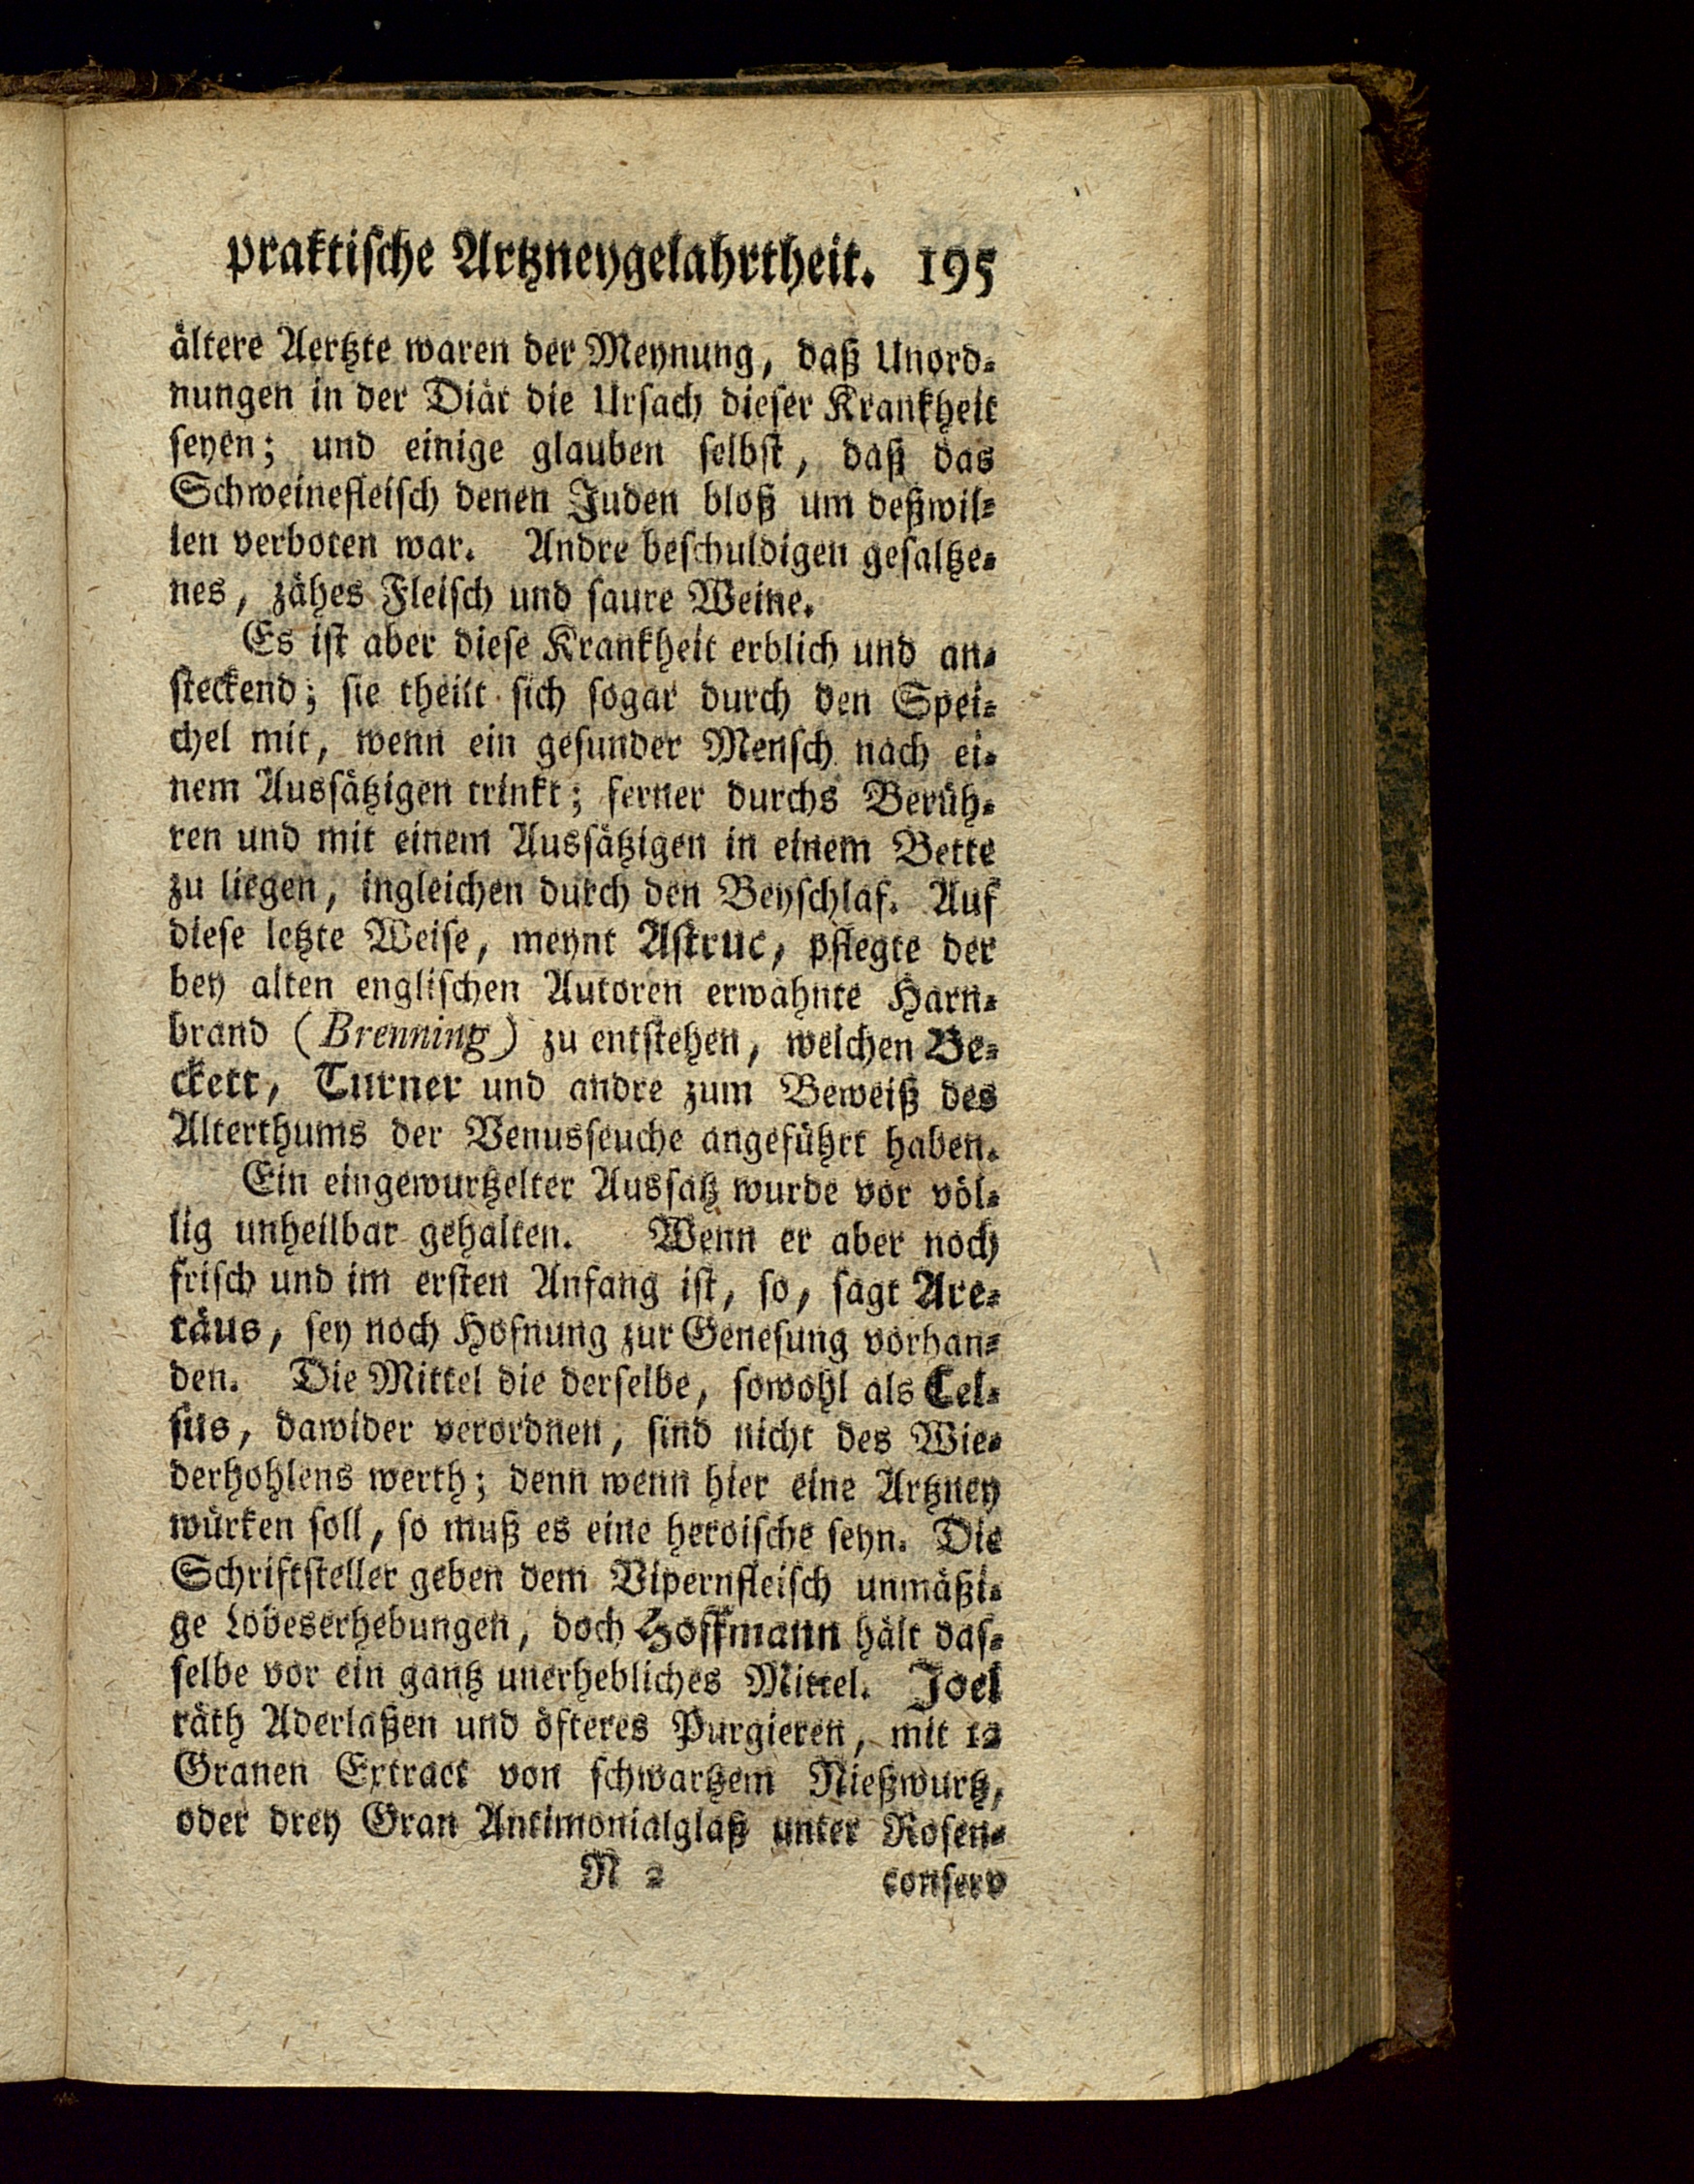 praktische Artzneygelahrtheit. 195
ältere Aertzte waren der Meynung, daß Unord-
nungen in der Diät die Ursach dieser Krankheit
seyen; und einige glauben selbst, daß das
Schweinefleisch denen Juden bloß um deßwil-
len verboten war. Andre beschuldigen gesaltze-
nes, zähes Fleisch und saure Weine.
Es ist aber diese Krankheit erblich und an-
steckend; sie theilt sich sogar durch den Spei-
chel mit, wenn ein gesunder Mensch nach ei-
nem Aussätzigen trinkt; ferner durchs Berüh-
ren und mit einem Aussätzigen in einem Bette
zu liegen, ingleichen durch den Beyschlaf. Auf
diese letzte Weise, meynt Astruc, pflegte der
bey alten englischen Autoren erwähnte Harn-
brand (Brenning) zu entstehen, welchen Be-
ckett, Turner und andre zum Beweiß des
Alterthums der Venusseuche angeführt haben.
Ein eingewurtzelter Aussatz wurde vor völ-
lig unheilbar gehalten. Wenn er aber noch
frisch und im ersten Anfang ist, so, sagt Are-
täus, sey noch Hofnung zur Genesung vorhan-
den. Die Mittel die derselbe, sowohl als Cel-
sus, dawider verordnen, sind nicht des Wie-
derhohlens werth; denn wenn hier eine Artzney
würken soll, so muß es eine heroische seyn. Die
Schriftsteller geben dem Vipernfleisch unmäßi-
ge Lobeserhebungen, doch Hoffmann hält das-
selbe vor ein gantz unerhebliches Mittel. Joel
räth Aderlaßen und öfteres Purgieren, mit 12
Granen Extract von schwartzem Nießwurtz,
oder drey Gran Antimonialglaß unter Rosen-
N 2 conserv